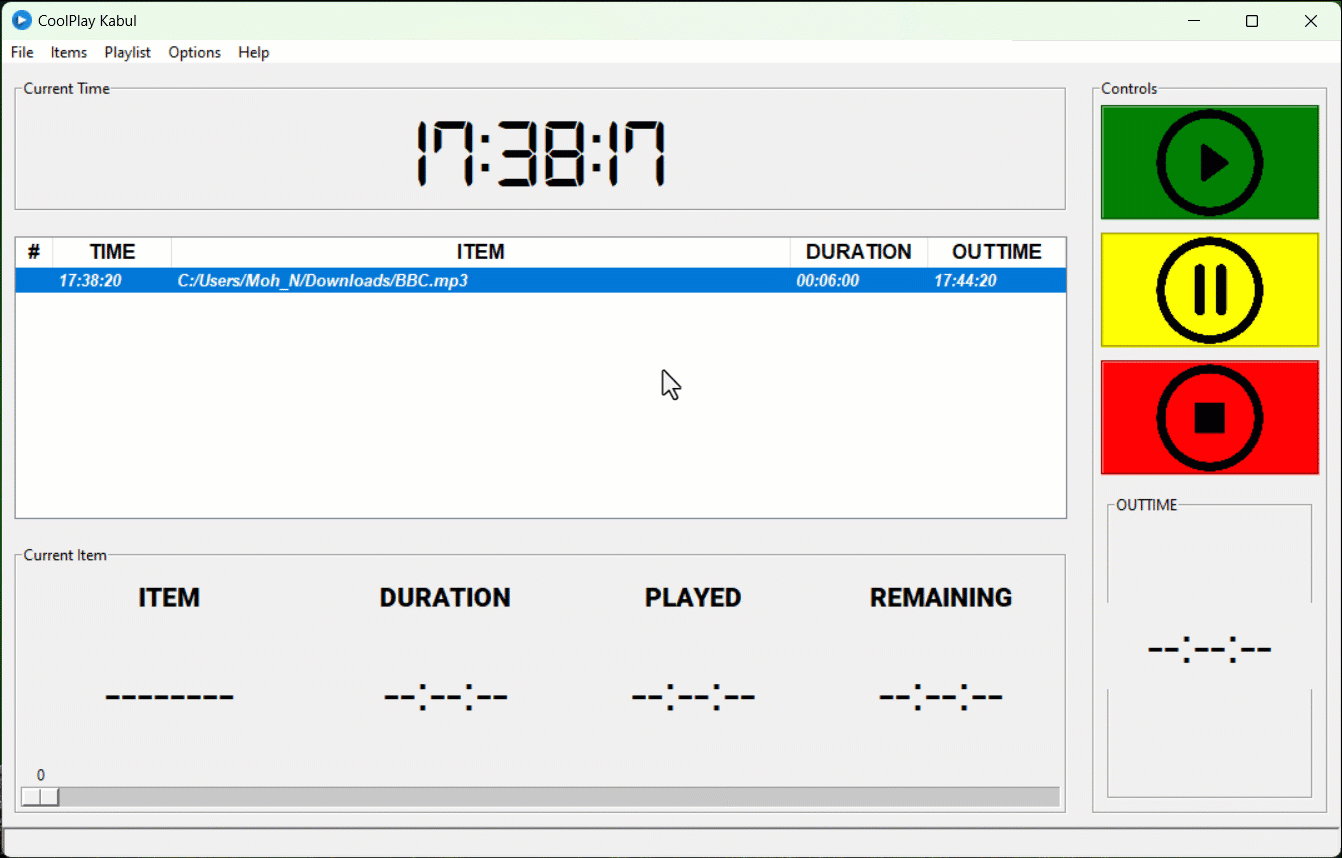 CoolPlay Kabul
File Items Playlist Options Help
Current Time
17:38:17
# TIME ITEM DURATION OUTTIME
17:38:20 C:/Users/Moh_N/Downloads/BBC.mp3 00:06:00 17:44:20
Current Item
ITEM DURATION PLAYED REMAINING
-------- --:--:-- --:--:-- --:--:--
0
Controls
OUTTIME
--:--:--